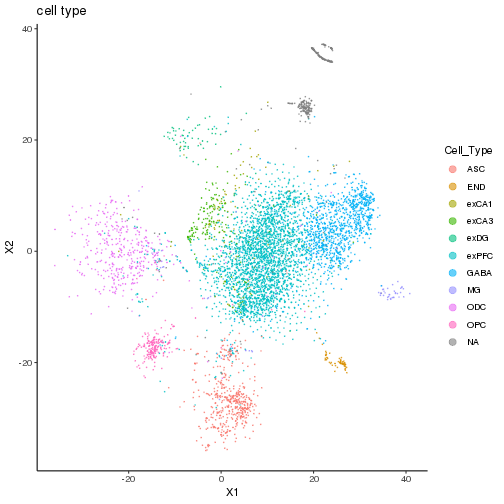 cell type
40
20
0
-20
X2
-20
0
20
40
X1
Cell_Type
ASC
END
exCA1
exCA3
exDG
exPFC
GABA
MG
ODC
OPC
NA